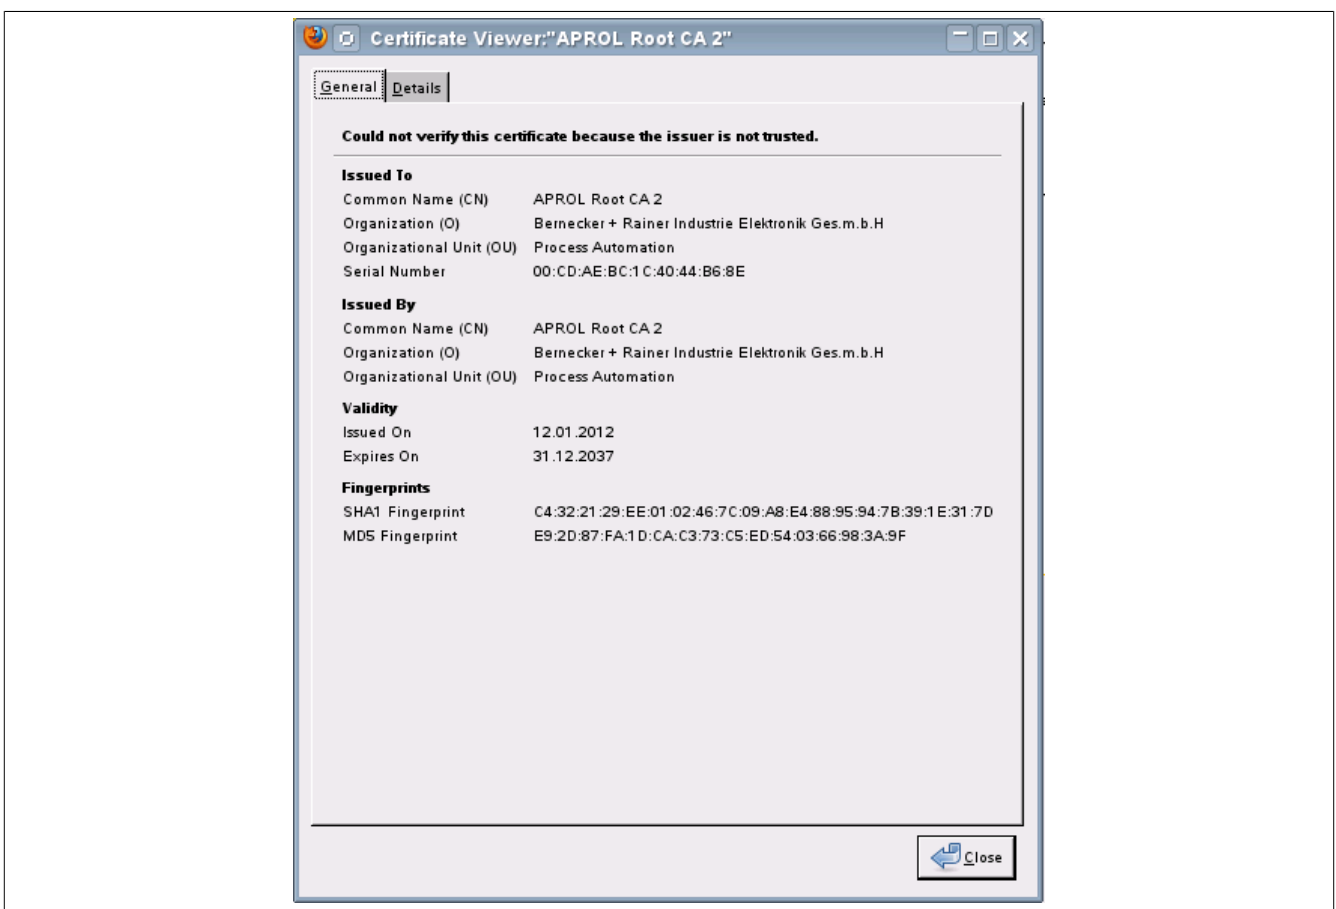 Certificate Viewer:"APROL Root CA 2"
General Details
Could not verify this certificate because the issuer is not trusted.
Issued To
Common Name (CN) APROL Root CA 2
Organization (O) Bernecker + Rainer Industrie Elektronik Ges.m.b.H
Organizational Unit (OU) Process Automation
Serial Number 00:CD:AE:BC:1C:40:44:B6:8E
Issued By
Common Name (CN) APROL Root CA 2
Organization (O) Bernecker + Rainer Industrie Elektronik Ges.m.b.H
Organizational Unit (OU) Process Automation
Validity
Issued On 12.01.2012
Expires On 31.12.2037
Fingerprints
SHA1 Fingerprint C4:32:21:29:EE:01:02:46:7C:09:A8:E4:88:95:94:7B:39:1E:31:7D
MD5 Fingerprint E9:2D:87:FA:1D:CA:C3:73:C5:ED:54:03:66:98:3A:9F
Close